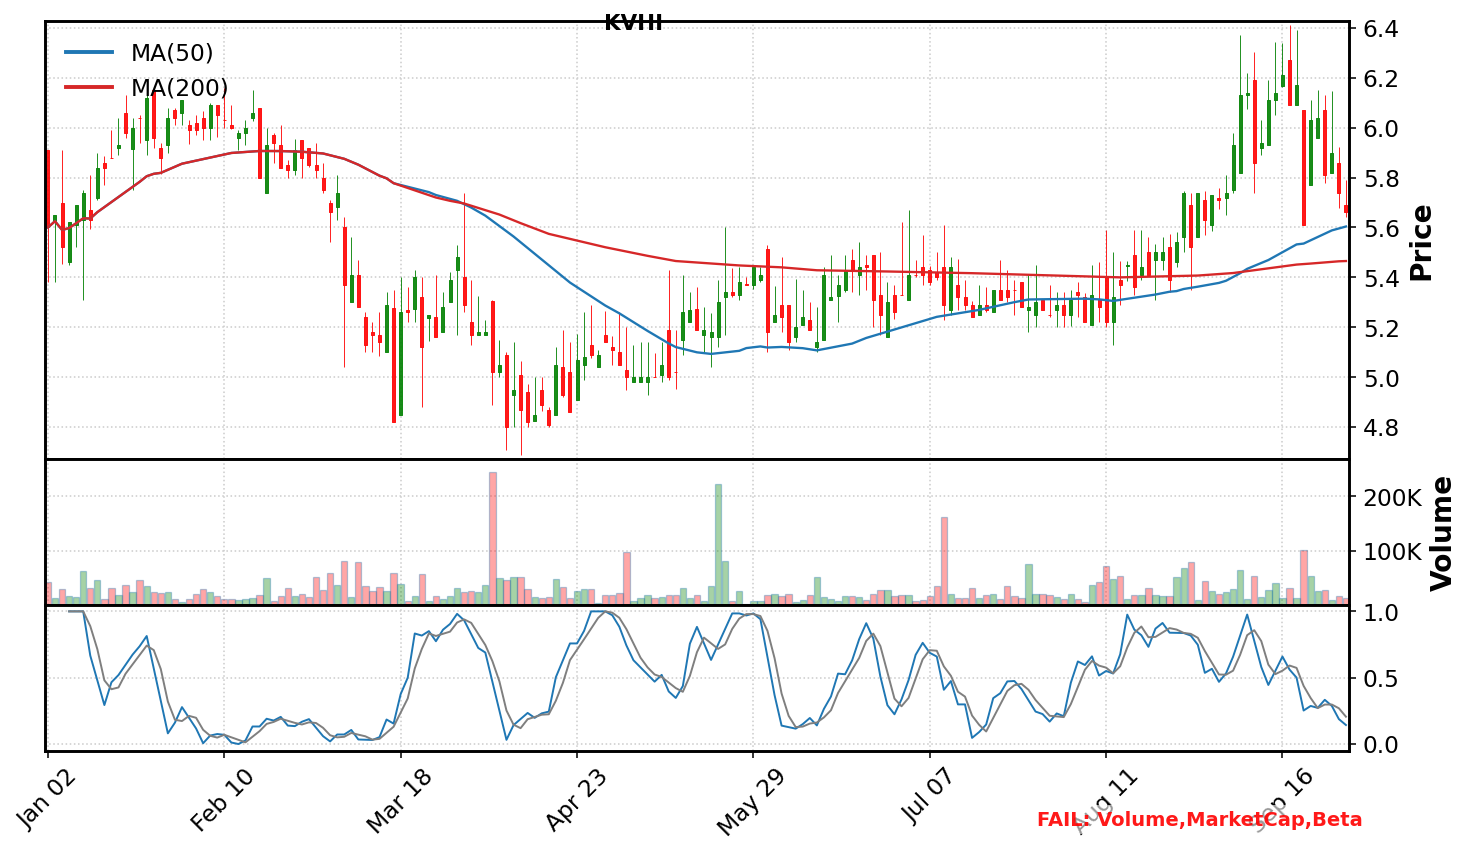 KVHI
MA(50)
MA(200)
6.4
6.2
6.0
5.8
5.6
5.4
5.2
5.0
4.8
Price
200K
100K
Volume
1.0
0.5
0.0
Jan 02
Feb 10
Mar 18
Apr 23
May 29
Jul 07
Aug 11
Sep 16
FAIL: Volume,MarketCap,Beta